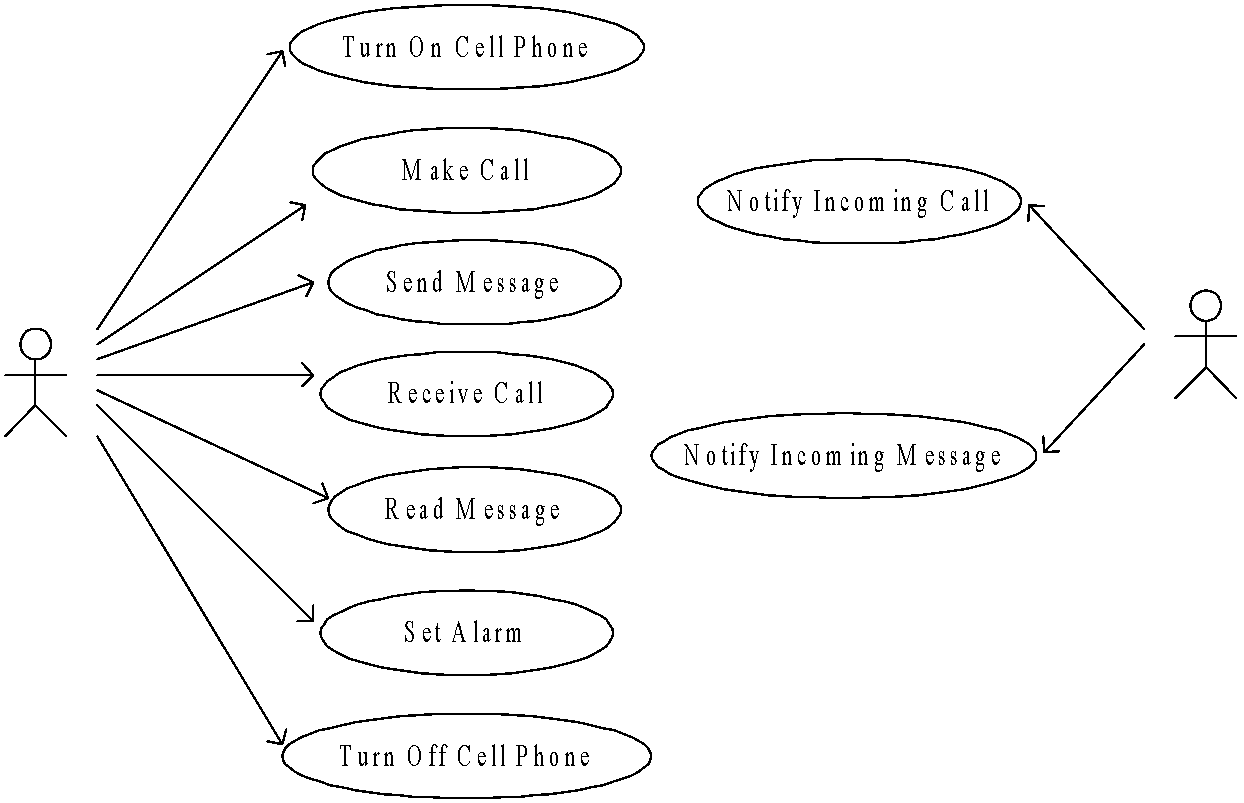 Turn On Cell Phone
Make Call
Notify Incoming Call
Send Message
Receive Call
Notify Incoming Message
Read Message
Set Alarm
Turn Off Cell Phone